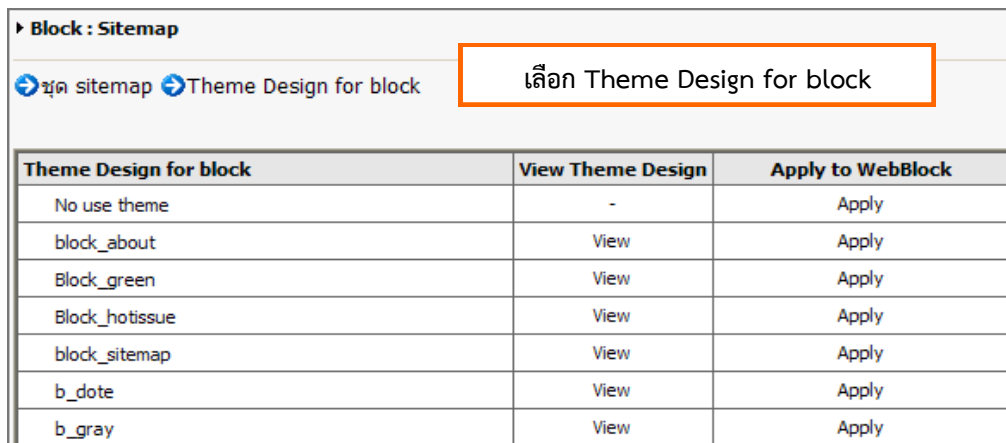 Block : Sitemap
เลือก Theme Design for block
ชุด sitemap Theme Design for block
Theme Design for block View Theme Design Apply to WebBlock
No use theme - Apply
block_about View Apply
Block_green View Apply
Block_hotissue View Apply
block_sitemap View Apply
b_dote View Apply
b_gray View Apply